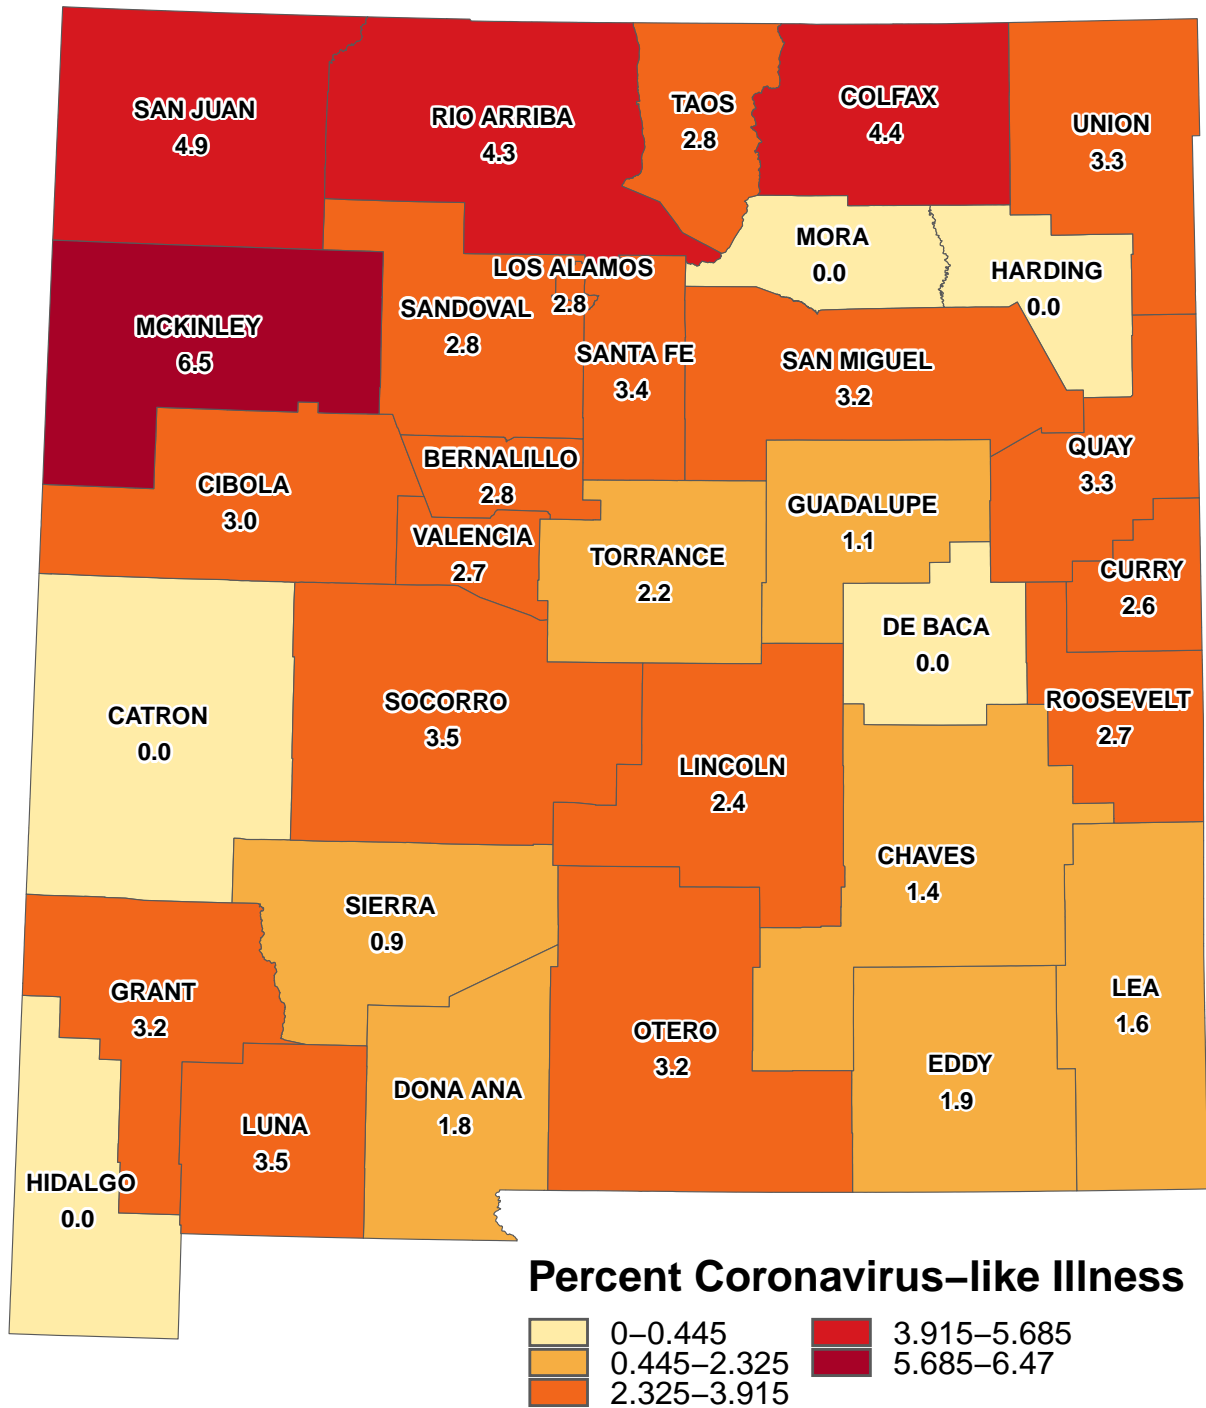 SAN JUAN
4.9
RIO ARRIBA
4.3
TAOS
2.8
COLFAX
4.4
UNION
3.3
MORA
0.0
HARDING
0.0
LOS ALAMOS
2.8
SANDOVAL
2.8
MCKINLEY
6.5
SANTA FE
3.4
SAN MIGUEL
3.2
QUAY
3.3
CIBOLA
3.0
BERNALILLO
2.8
VALENCIA
2.7
GUADALUPE
1.1
TORRANCE
2.2
CURRY
2.6
DE BACA
0.0
CATRON
0.0
SOCORRO
3.5
ROOSEVELT
2.7
LINCOLN
2.4
CHAVES
1.4
SIERRA
0.9
GRANT
3.2
LEA
1.6
OTERO
3.2
EDDY
1.9
DONA ANA
1.8
LUNA
3.5
HIDALGO
0.0
Percent Coronavirus−like Illness
0−0.445
0.445−2.325
2.325−3.915
3.915−5.685
5.685−6.47